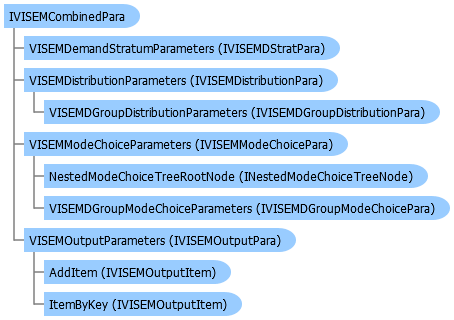 IVISEMCombinedPara
VISEMDemandStratumParameters (IVISEMDStratPara)
VISEMDistributionParameters (IVISEMDistributionPara)
VISEMDGroupDistributionParameters (IVISEMDGroupDistributionPara)
VISEMModeChoiceParameters (IVISEMModeChoicePara)
NestedModeChoiceTreeRootNode (INestedModeChoiceTreeNode)
VISEMDGroupModeChoiceParameters (IVISEMDGroupModeChoicePara)
VISEMOutputParameters (IVISEMOutputPara)
AddItem (IVISEMOutputItem)
ItemByKey (IVISEMOutputItem)